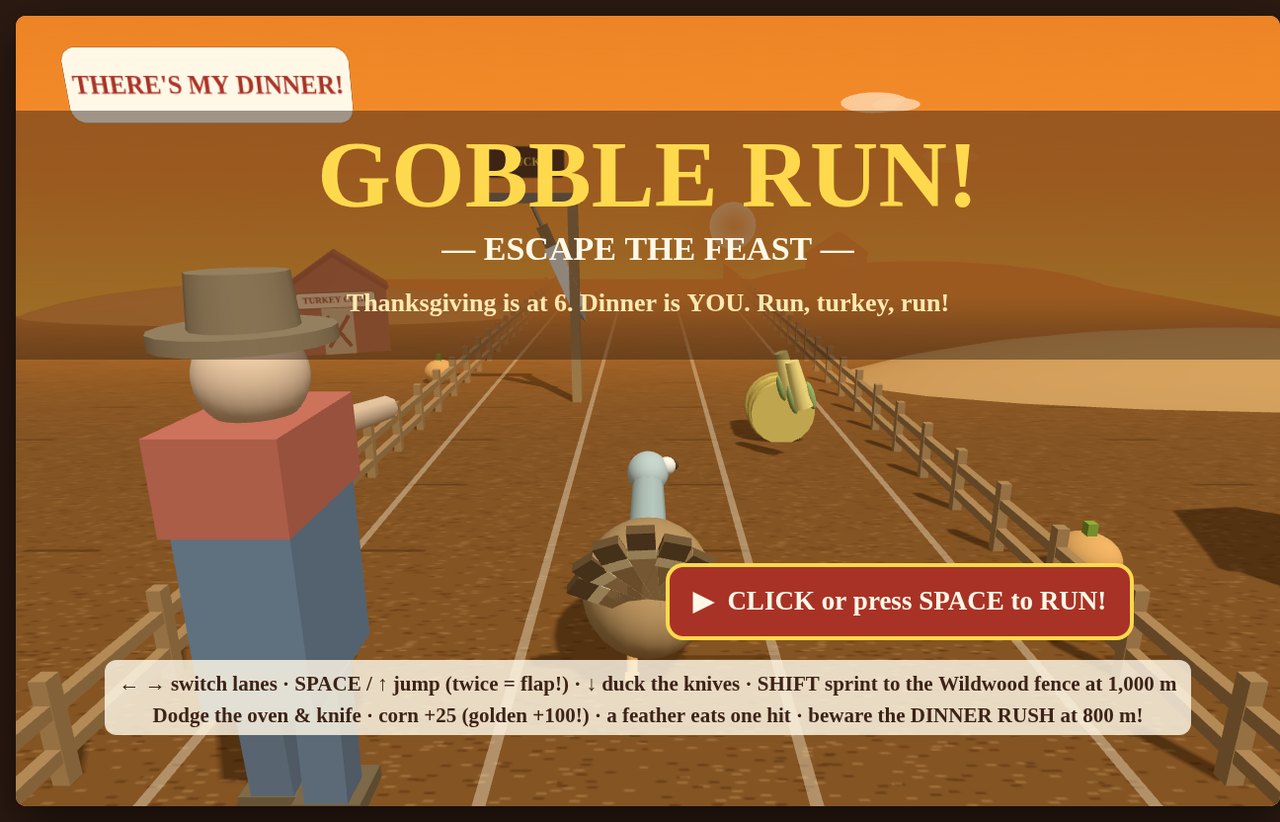 THERE'S MY DINNER!
GOBBLE RUN!
— ESCAPE THE FEAST —
TURKEY
Thanksgiving is at 6. Dinner is YOU. Run, turkey, run!
▶ CLICK or press SPACE to RUN!
← → switch lanes · SPACE / ↑ jump (twice = flap!) · ↓ duck the knives · SHIFT sprint to the Wildwood fence at 1,000 m
Dodge the oven & knife · corn +25 (golden +100!) · a feather eats one hit · beware the DINNER RUSH at 800 m!